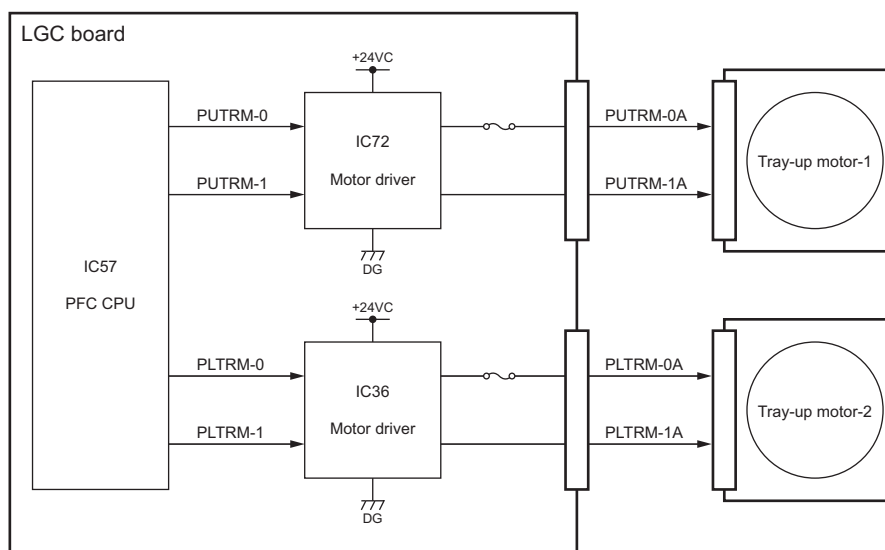 LGC board
+24VC
PUTRM-0
PUTRM-0A
IC72
Motor driver
Tray-up motor-1
PUTRM-1
PUTRM-1A
DG
IC57
PFC CPU
+24VC
PLTRM-0
PLTRM-0A
IC36
Motor driver
Tray-up motor-2
PLTRM-1
PLTRM-1A
DG